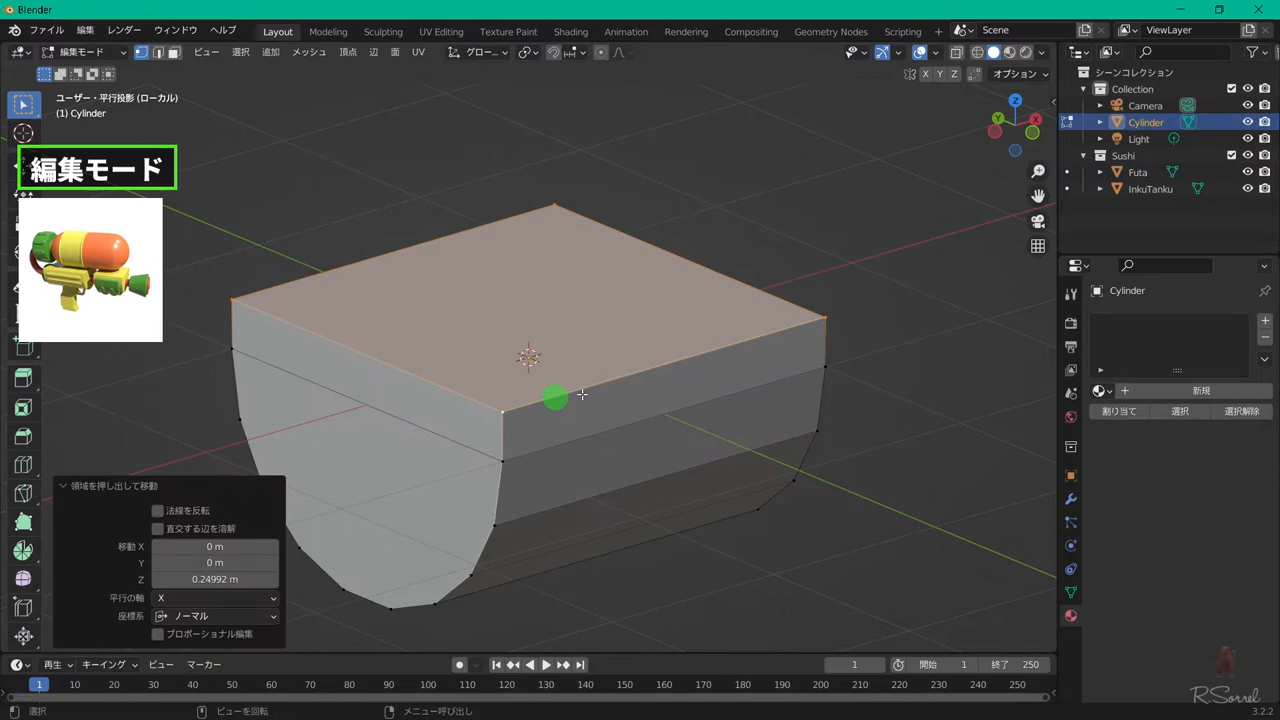 Blender
ファイル 編集 レンダー ウィンドウ ヘルプ Layout Modeling Sculpting UV Editing Texture Paint Shading Animation Rendering Compositing Geometry Nodes Scripting Scene ViewLayer
編集モード ビュー 選択 追加 メッシュ 頂点 辺 面 UV グロー...
X Y Z オプション
シーンコレクション
ユーザー・平行投影 (ローカル)
(1) Cylinder
Collection
Camera
Cylinder
Light
Sushi
Futa
InkuTanku
Z
Y
X
編集モード
Cylinder
新規
割り当て 選択 選択解除
領域を押し出して移動
法線を反転
直交する辺を溶解
移動 X 0 m
Y 0 m
Z 0.24992 m
平行の軸 X
座標系 ノーマル
プロポーショナル編集
再生 キーイング ビュー マーカー 1 開始 1 終了 250
1 10 20 30 40 50 60 70 80 90 100 110 120 130 140 150 160 170 180 190 200 210 220 230 240 250
選択 ビューを回転 メニュー呼び出し 3.2.2
R.Sorrel